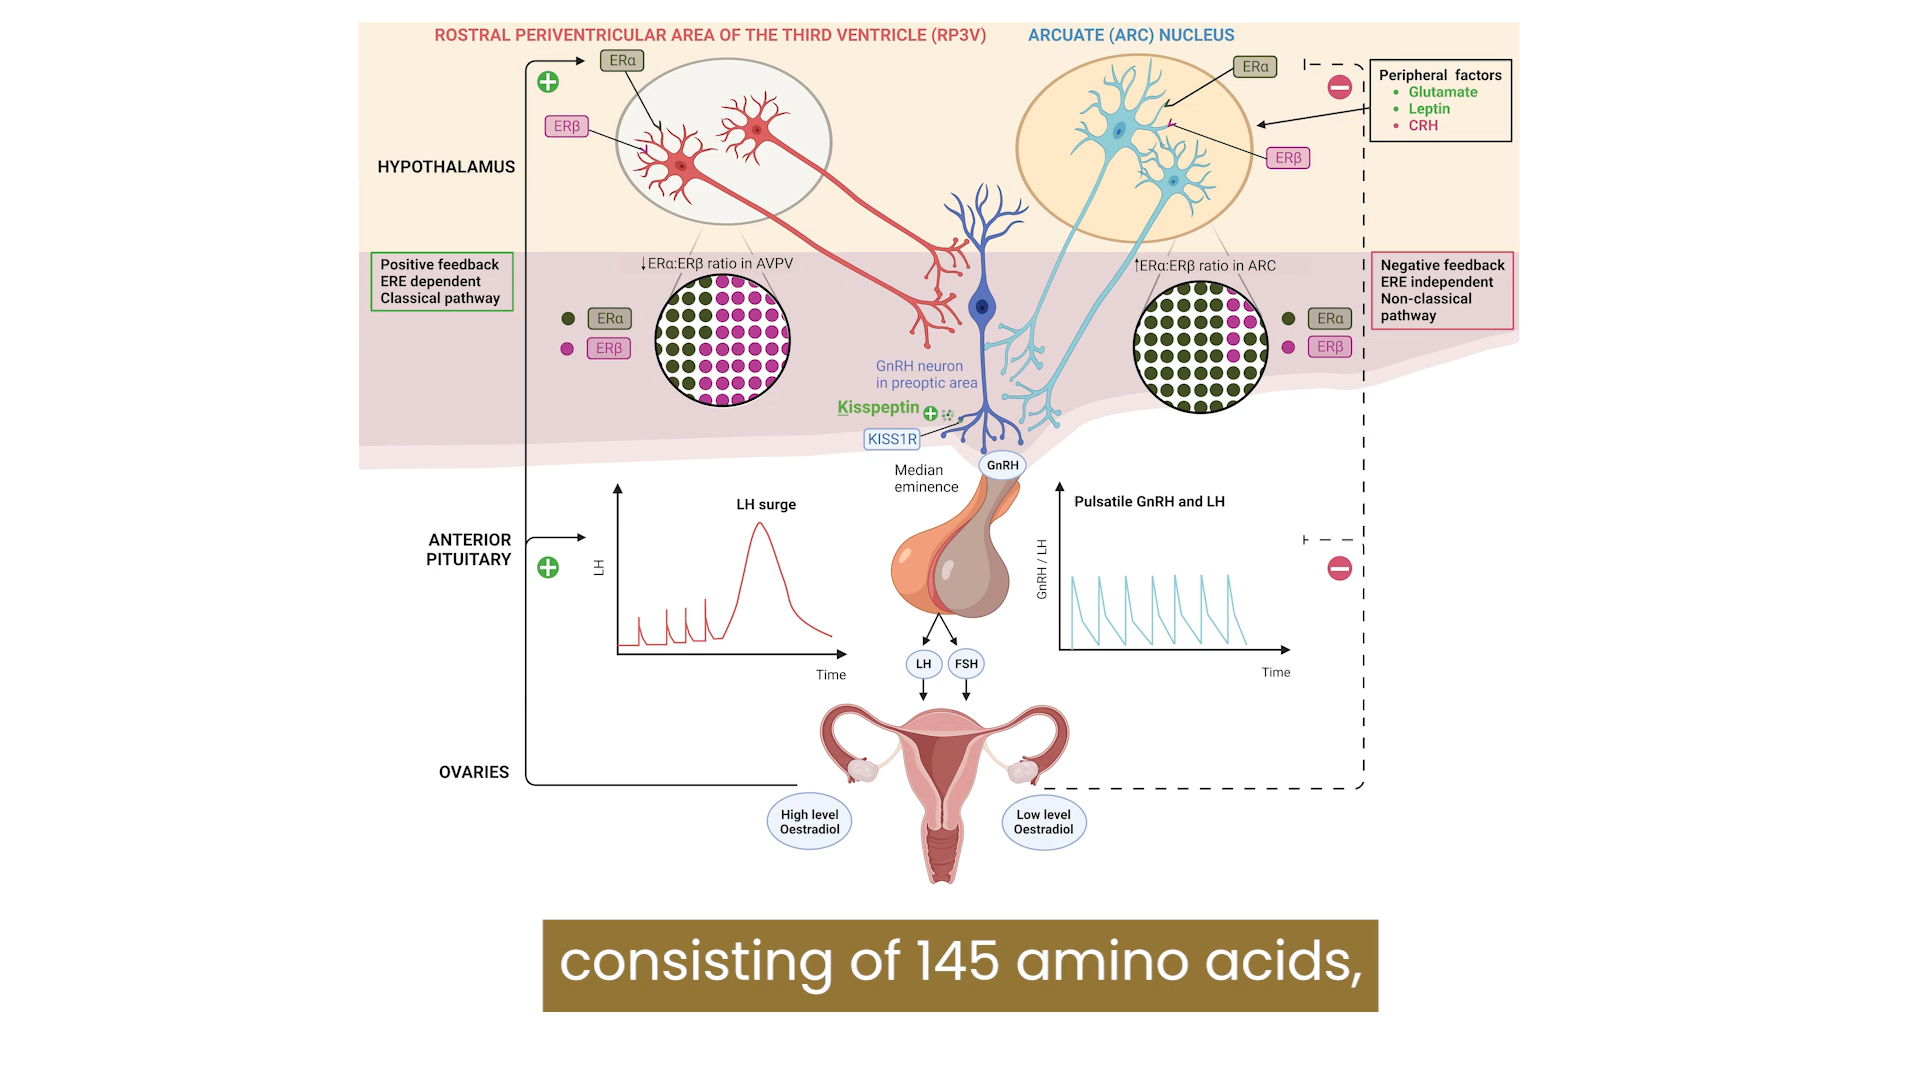 ROSTRAL PERIVENTRICULAR AREA OF THE THIRD VENTRICLE (RP3V)
ARCUATE (ARC) NUCLEUS
ERα
ERβ
HYPOTHALAMUS
ERα
ERβ
Peripheral factors
• Glutamate
• Leptin
• CRH
Positive feedback
ERE dependent
Classical pathway
↓ERα:ERβ ratio in AVPV
ERα
ERβ
↑ERα:ERβ ratio in ARC
ERα
ERβ
Negative feedback
ERE independent
Non-classical
pathway
GnRH neuron
in preoptic area
Kisspeptin
KISS1R
Median
eminence
GnRH
ANTERIOR
PITUITARY
LH surge
LH
Time
Pulsatile GnRH and LH
GnRH / LH
Time
LH
FSH
OVARIES
High level
Oestradiol
Low level
Oestradiol
consisting of 145 amino acids,